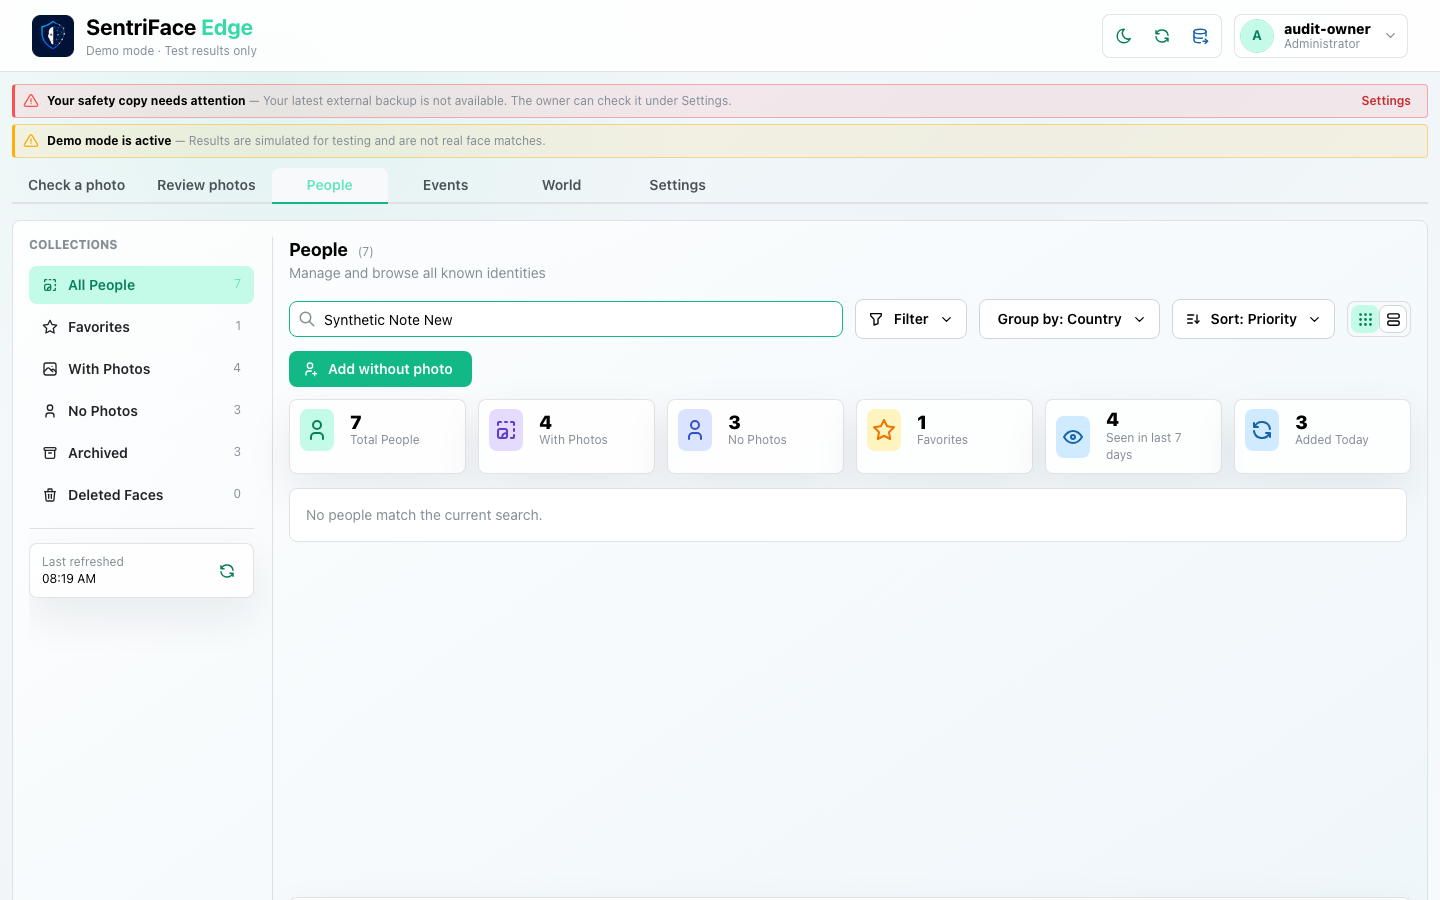 SentriFace Edge
Demo mode · Test results only
A
audit-owner
Administrator
Your safety copy needs attention — Your latest external backup is not available. The owner can check it under Settings.
Settings
Demo mode is active — Results are simulated for testing and are not real face matches.
Check a photo
Review photos
People
Events
World
Settings
COLLECTIONS
All People 7
Favorites 1
With Photos 4
No Photos 3
Archived 3
Deleted Faces 0
Last refreshed
08:19 AM
People (7)
Manage and browse all known identities
Synthetic Note New
Filter
Group by: Country
Sort: Priority
Add without photo
7
Total People
4
With Photos
3
No Photos
1
Favorites
4
Seen in last 7
days
3
Added Today
No people match the current search.